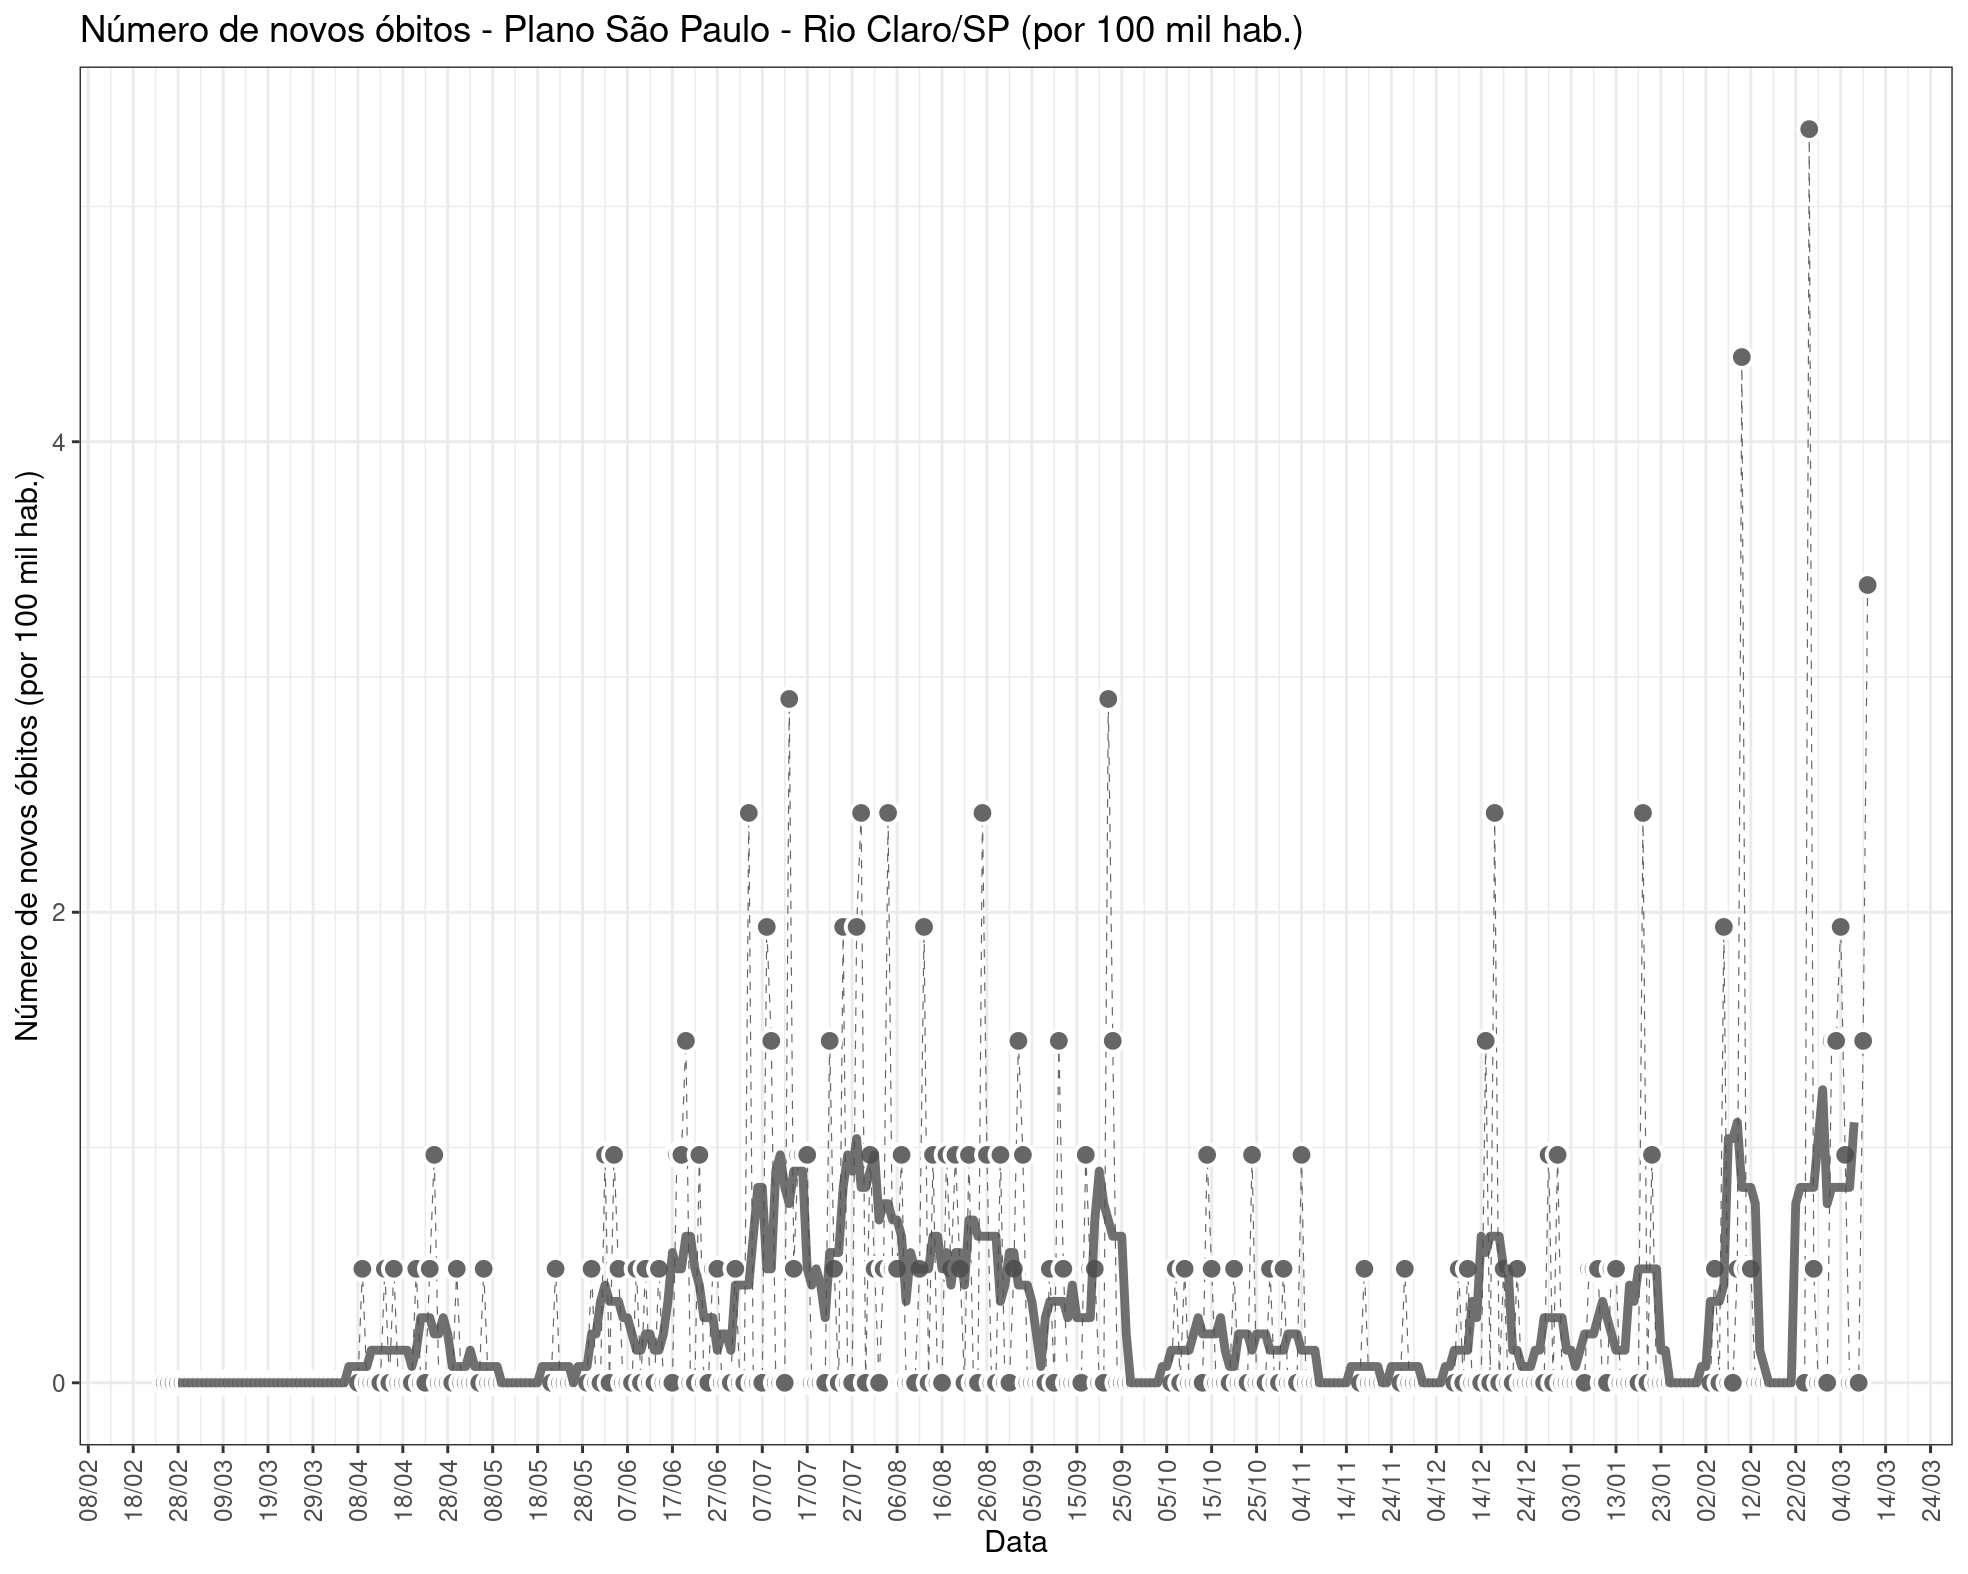 Número de novos óbitos - Plano São Paulo - Rio Claro/SP (por 100 mil hab.)
Número de novos óbitos (por 100 mil hab.)
4
2
0
08/02 18/02 28/02 09/03 19/03 29/03 08/04 18/04 28/04 08/05 18/05 28/05 07/06 17/06 27/06 07/07 17/07 27/07 06/08 16/08 26/08 05/09 15/09 25/09 05/10 15/10 25/10 04/11 14/11 24/11 04/12 14/12 24/12 03/01 13/01 23/01 02/02 12/02 22/02 04/03 14/03 24/03
Data